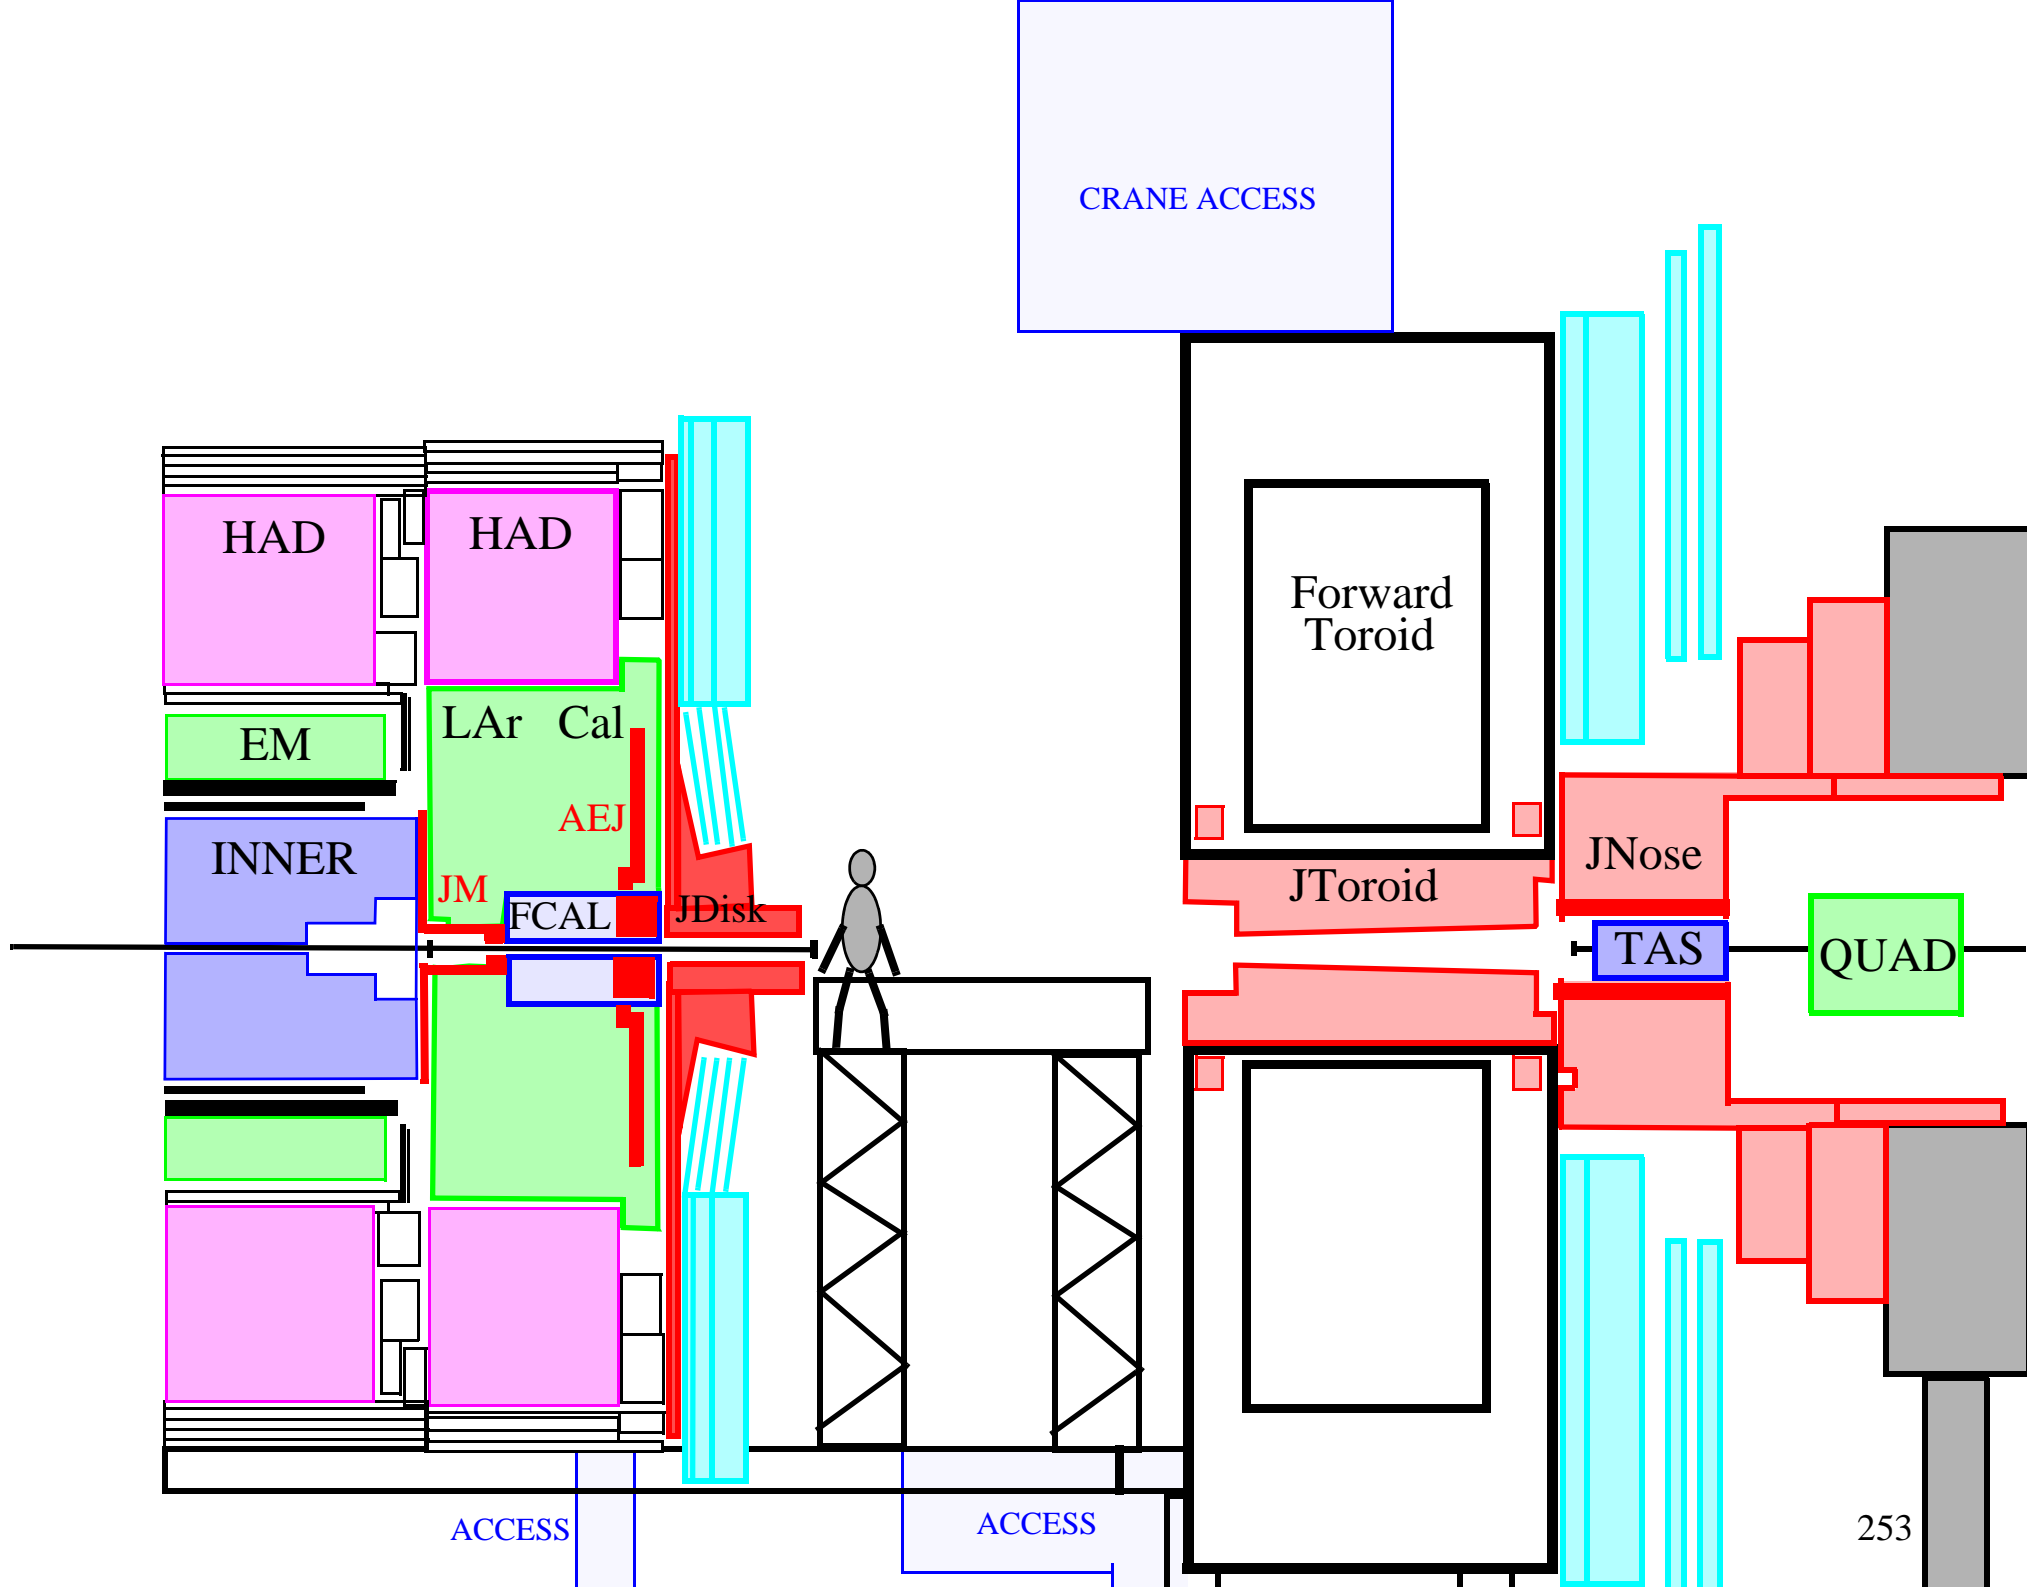 CRANE ACCESS
HAD
HAD
Forward
Toroid
LAr Cal
EM
AEJ
INNER
JM
FCAL
JDisk
JToroid
JNose
TAS
QUAD
ACCESS
ACCESS
253